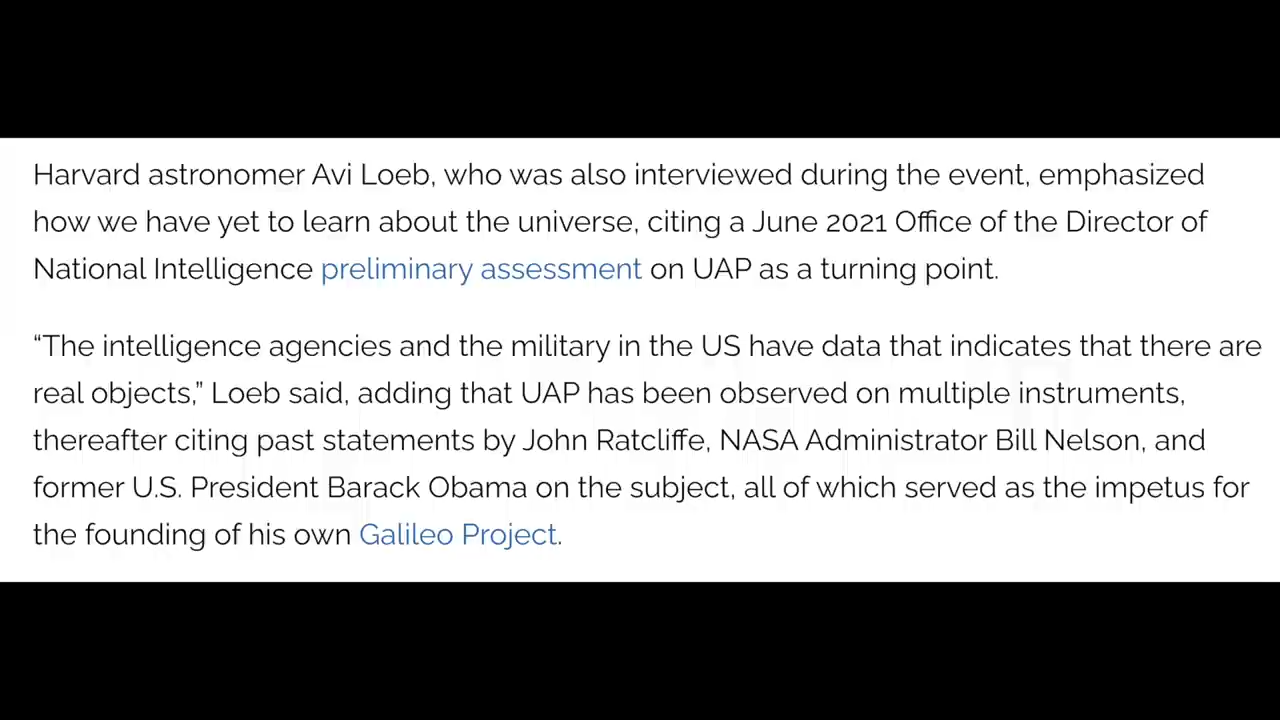 Harvard astronomer Avi Loeb, who was also interviewed during the event, emphasized
how we have yet to learn about the universe, citing a June 2021 Office of the Director of
National Intelligence preliminary assessment on UAP as a turning point.
“The intelligence agencies and the military in the US have data that indicates that there are
real objects,” Loeb said, adding that UAP has been observed on multiple instruments,
thereafter citing past statements by John Ratcliffe, NASA Administrator Bill Nelson, and
former U.S. President Barack Obama on the subject, all of which served as the impetus for
the founding of his own Galileo Project.